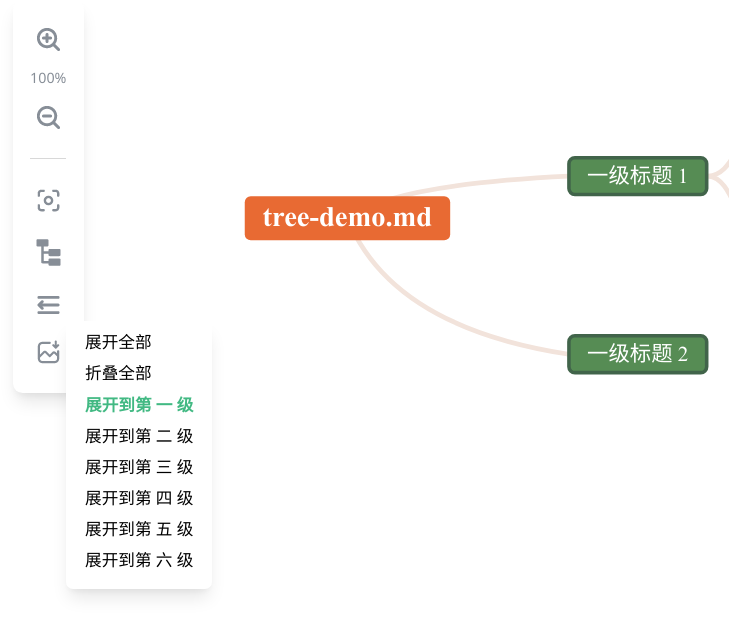 100%
tree-demo.md
一级标题 1
一级标题 2
展开全部
折叠全部
展开到第 一 级
展开到第 二 级
展开到第 三 级
展开到第 四 级
展开到第 五 级
展开到第 六 级